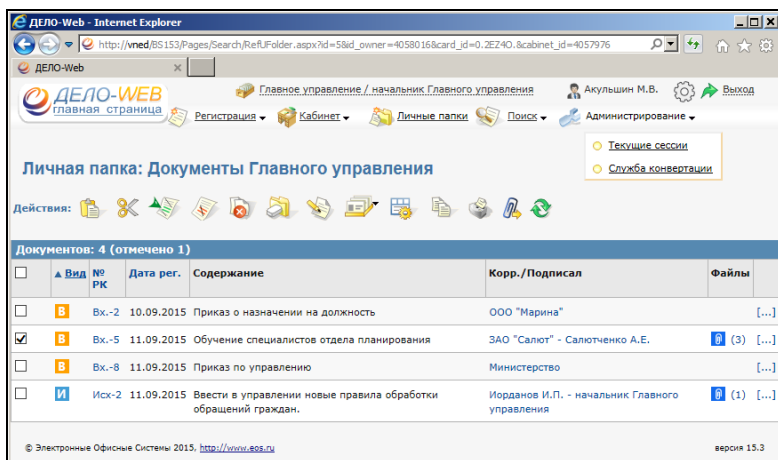 ДЕЛО-Web - Internet Explorer
http://vned/BS153/Pages/Search/RefUFolder.aspx?id=5&id_owner=4058016&card_id=0.2EZ4O.&cabinet_id=4057976
ДЕЛО-Web
ДЕЛО-WEB
главная страница
Главное управление / начальник Главного управления
Акульшин М.В.
Выход
Регистрация Кабинет Личные папки Поиск Администрирование
Текущие сессии
Служба конвертации
Личная папка: Документы Главного управления
Действия:
Документов: 4 (отмечено 1)
Вид № РК Дата рег. Содержание Корр./Подписал Файлы
В Вх.-2 10.09.2015 Приказ о назначении на должность ООО "Марина" [...]
В Вх.-5 11.09.2015 Обучение специалистов отдела планирования ЗАО "Салют" - Салютченко А.Е. (3) [...]
В Вх.-8 11.09.2015 Приказ по управлению Министерство [...]
И Исх-2 11.09.2015 Ввести в управлении новые правила обработки обращений граждан. Иорданов И.П. - начальник Главного управления (1) [...]
© Электронные Офисные Системы 2015, http://www.eos.ru
версия 15.3